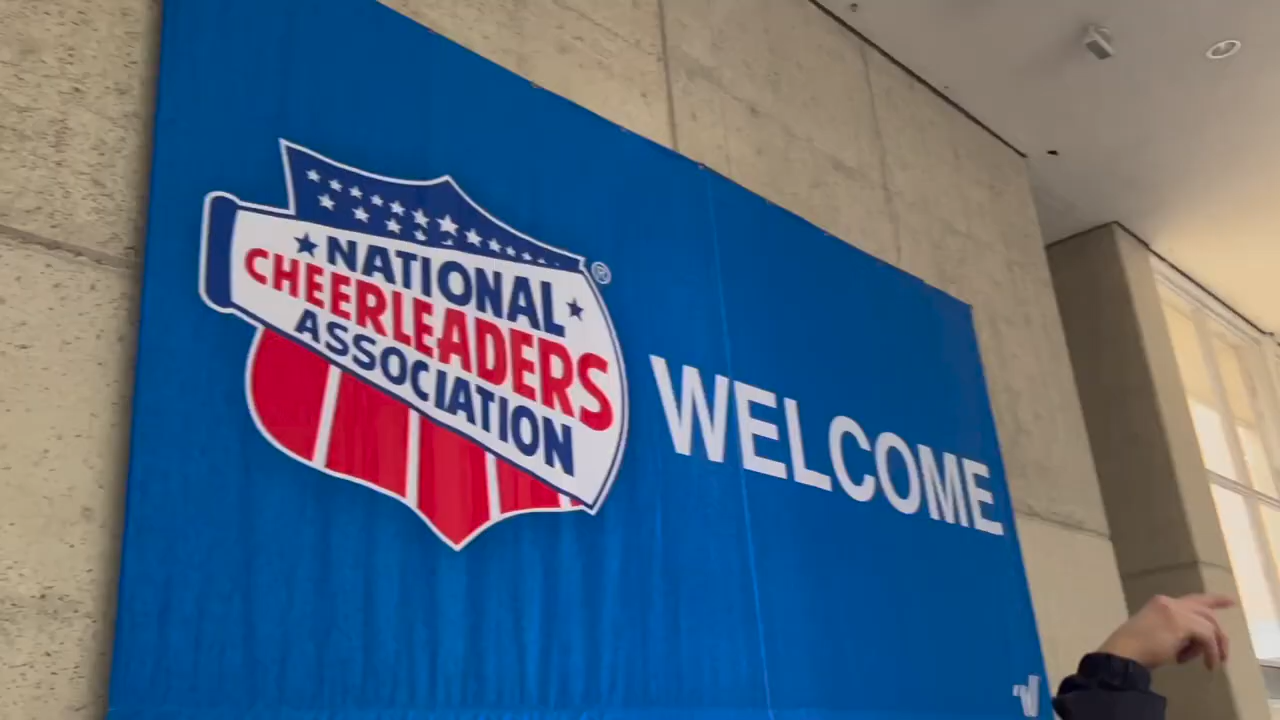 NATIONAL
CHEERLEADERS
ASSOCIATION
®
WELCOME